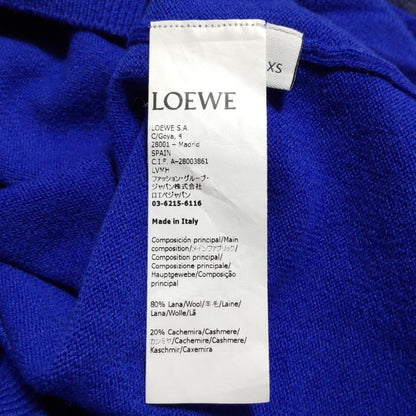 XS
LOEWE
LOEWE S.A.
C/Goya, 4
28001 – Madrid
SPAIN
C.I.F. A-28003861
LVMH
ファッション・グループ・
ジャパン株式会社
ロエベジャパン
03-6215-6116
Made in Italy
Composición principal/Main
composition/メインファブリック/
Composition principal/
Composizione principale/
Hauptgewebe/Composição
principal
80% Lana/Wool/羊毛/Laine/
Lana/Wolle/Lã
20% Cachemira/Cashmere/
カシミヤ/Cachemire/Cashmere/
Kaschmir/Caxemira